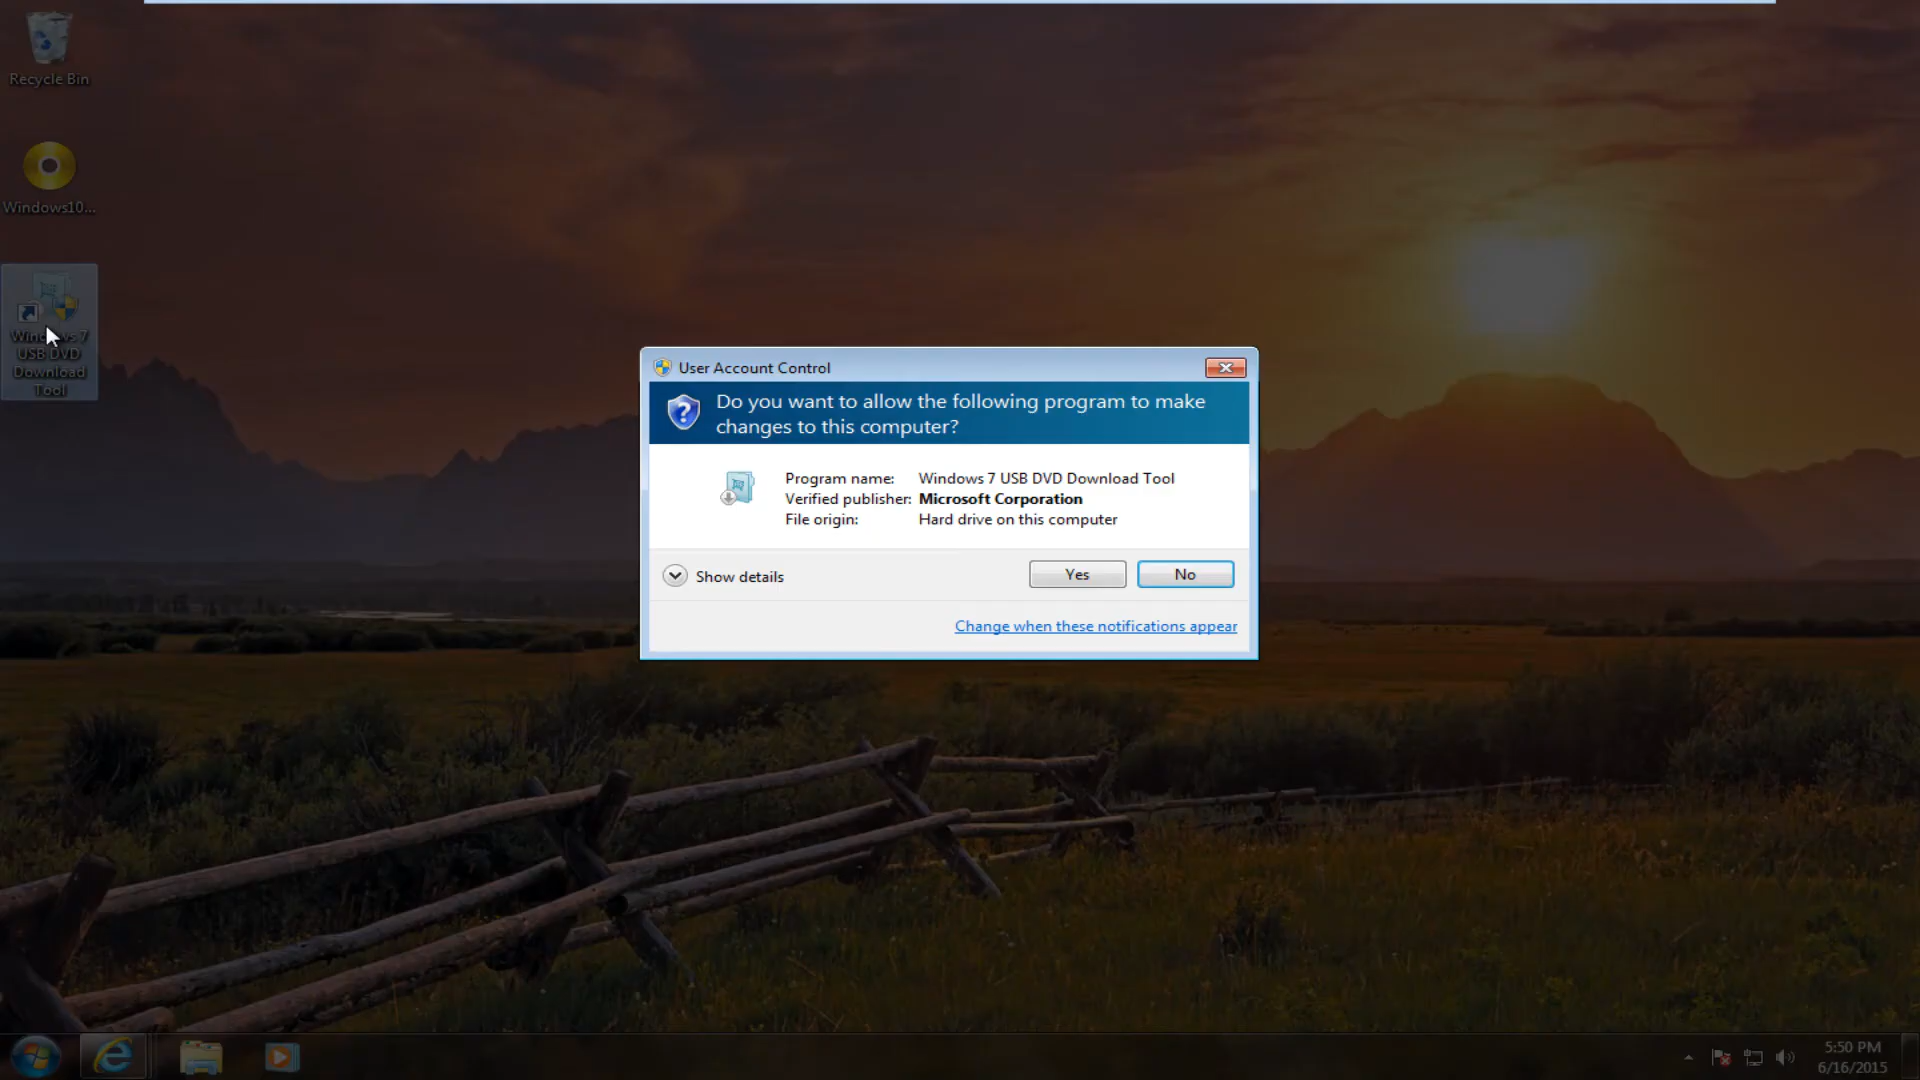 Recycle Bin
Windows10...
Windows 7
USB DVD
Download
Tool
User Account Control
Do you want to allow the following program to make
changes to this computer?
Program name: Windows 7 USB DVD Download Tool
Verified publisher: Microsoft Corporation
File origin: Hard drive on this computer
Show details
Yes
No
Change when these notifications appear
5:50 PM
6/16/2015